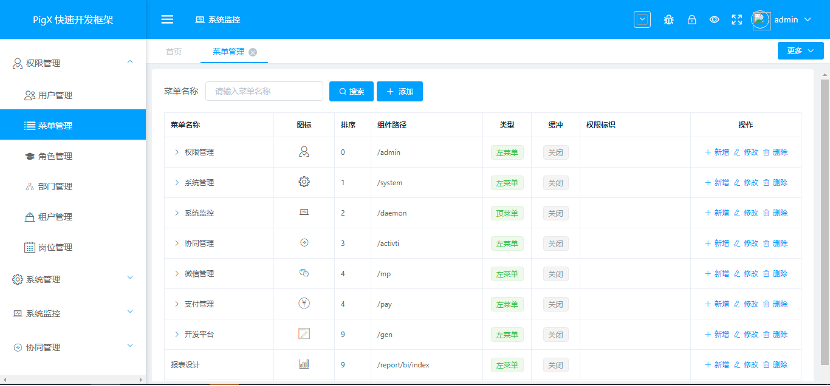 PigX 快速开发框架
系统监控
admin
权限管理
用户管理
菜单管理
角色管理
部门管理
租户管理
岗位管理
系统管理
系统监控
协同管理
首页
菜单管理
更多
菜单名称
请输入菜单名称
搜索
添加
菜单名称 图标 排序 组件路径 类型 缓冲 权限标识 操作
权限管理 0 /admin 左菜单 关闭 新增 修改 删除
系统管理 1 /system 左菜单 关闭 新增 修改 删除
系统监控 2 /daemon 顶菜单 关闭 新增 修改 删除
协同管理 3 /activti 左菜单 关闭 新增 修改 删除
微信管理 4 /mp 左菜单 关闭 新增 修改 删除
支付管理 4 /pay 左菜单 关闭 新增 修改 删除
开发平台 9 /gen 左菜单 关闭 新增 修改 删除
报表设计 9 /report/bi/index 左菜单 关闭 新增 修改 删除